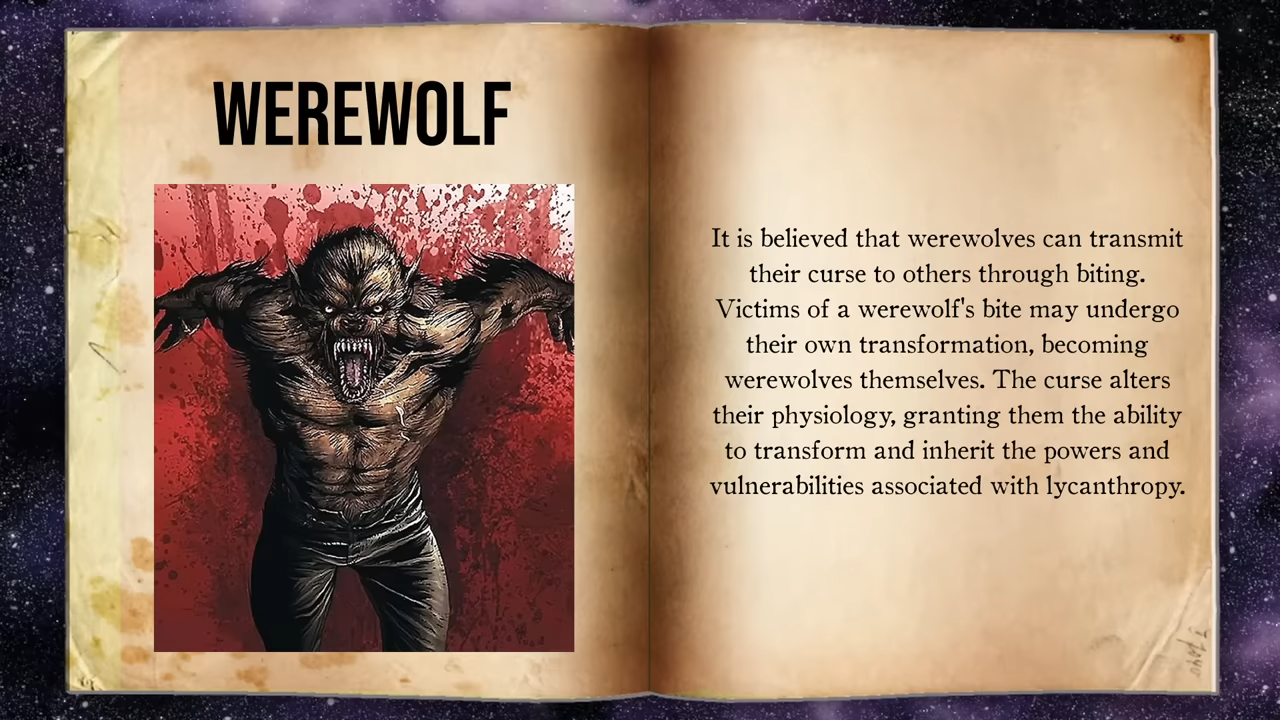 WEREWOLF
It is believed that werewolves can transmit
their curse to others through biting.
Victims of a werewolf's bite may undergo
their own transformation, becoming
werewolves themselves. The curse alters
their physiology, granting them the ability
to transform and inherit the powers and
vulnerabilities associated with lycanthropy.